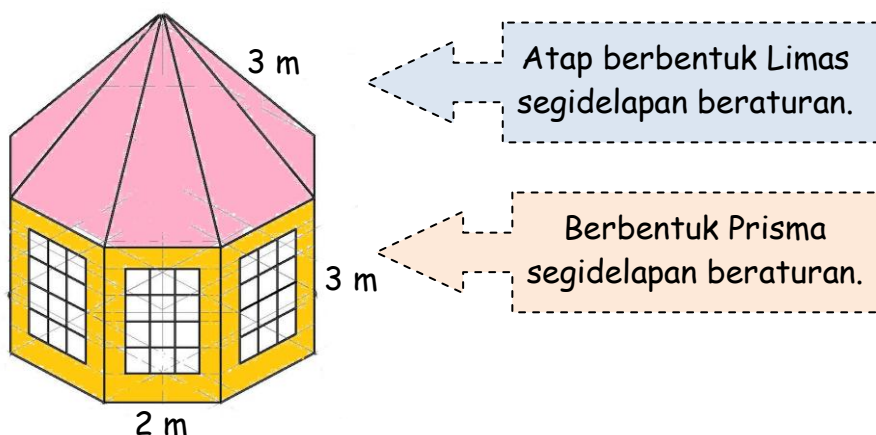 3 m
Atap berbentuk Limas
segidelapan beraturan.
Berbentuk Prisma
segidelapan beraturan.
3 m
2 m